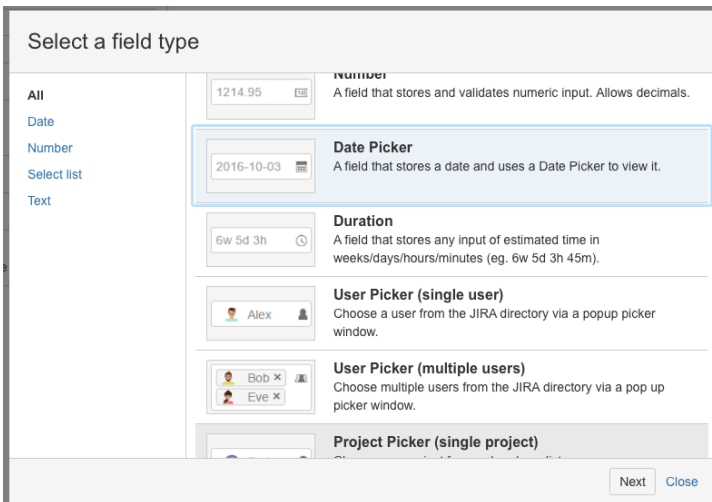 Select a field type
All
Date
Number
Select list
Text
Number
1214.95
A field that stores and validates numeric input. Allows decimals.
Date Picker
2016-10-03
A field that stores a date and uses a Date Picker to view it.
Duration
6w 5d 3h
A field that stores any input of estimated time in
weeks/days/hours/minutes (eg. 6w 5d 3h 45m).
User Picker (single user)
Alex
Choose a user from the JIRA directory via a popup picker
window.
User Picker (multiple users)
Bob ×
Eve ×
Choose multiple users from the JIRA directory via a pop up
picker window.
Project Picker (single project)
Next
Close